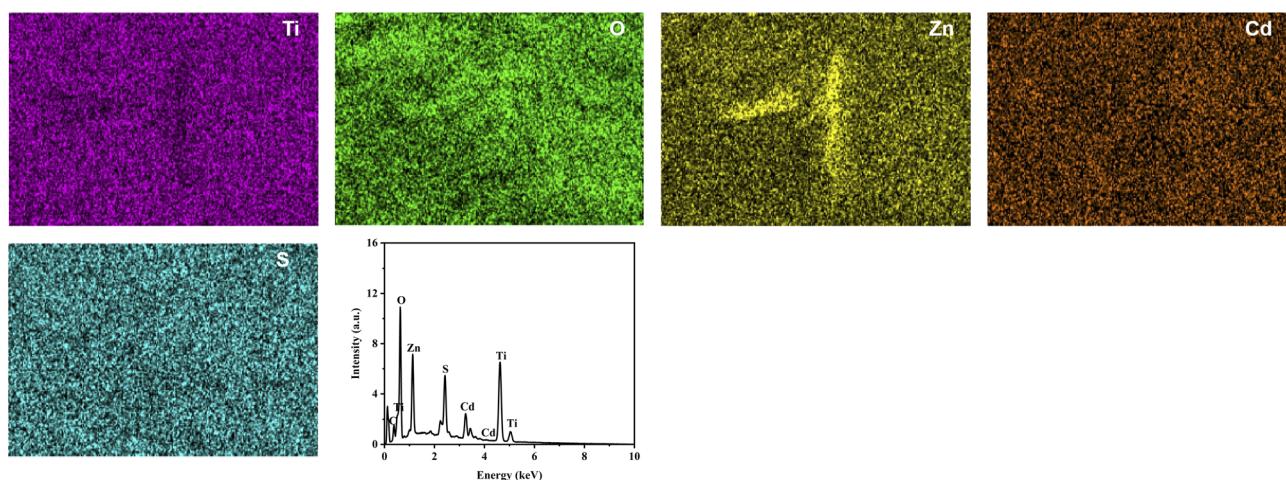 Ti
O
Zn
Cd
S
16
12
8
4
0
Intensity (a.u.)
O
Zn
Ti
C
S
Cd
Cd
Ti
Ti
0 2 4 6 8 10
Energy (keV)